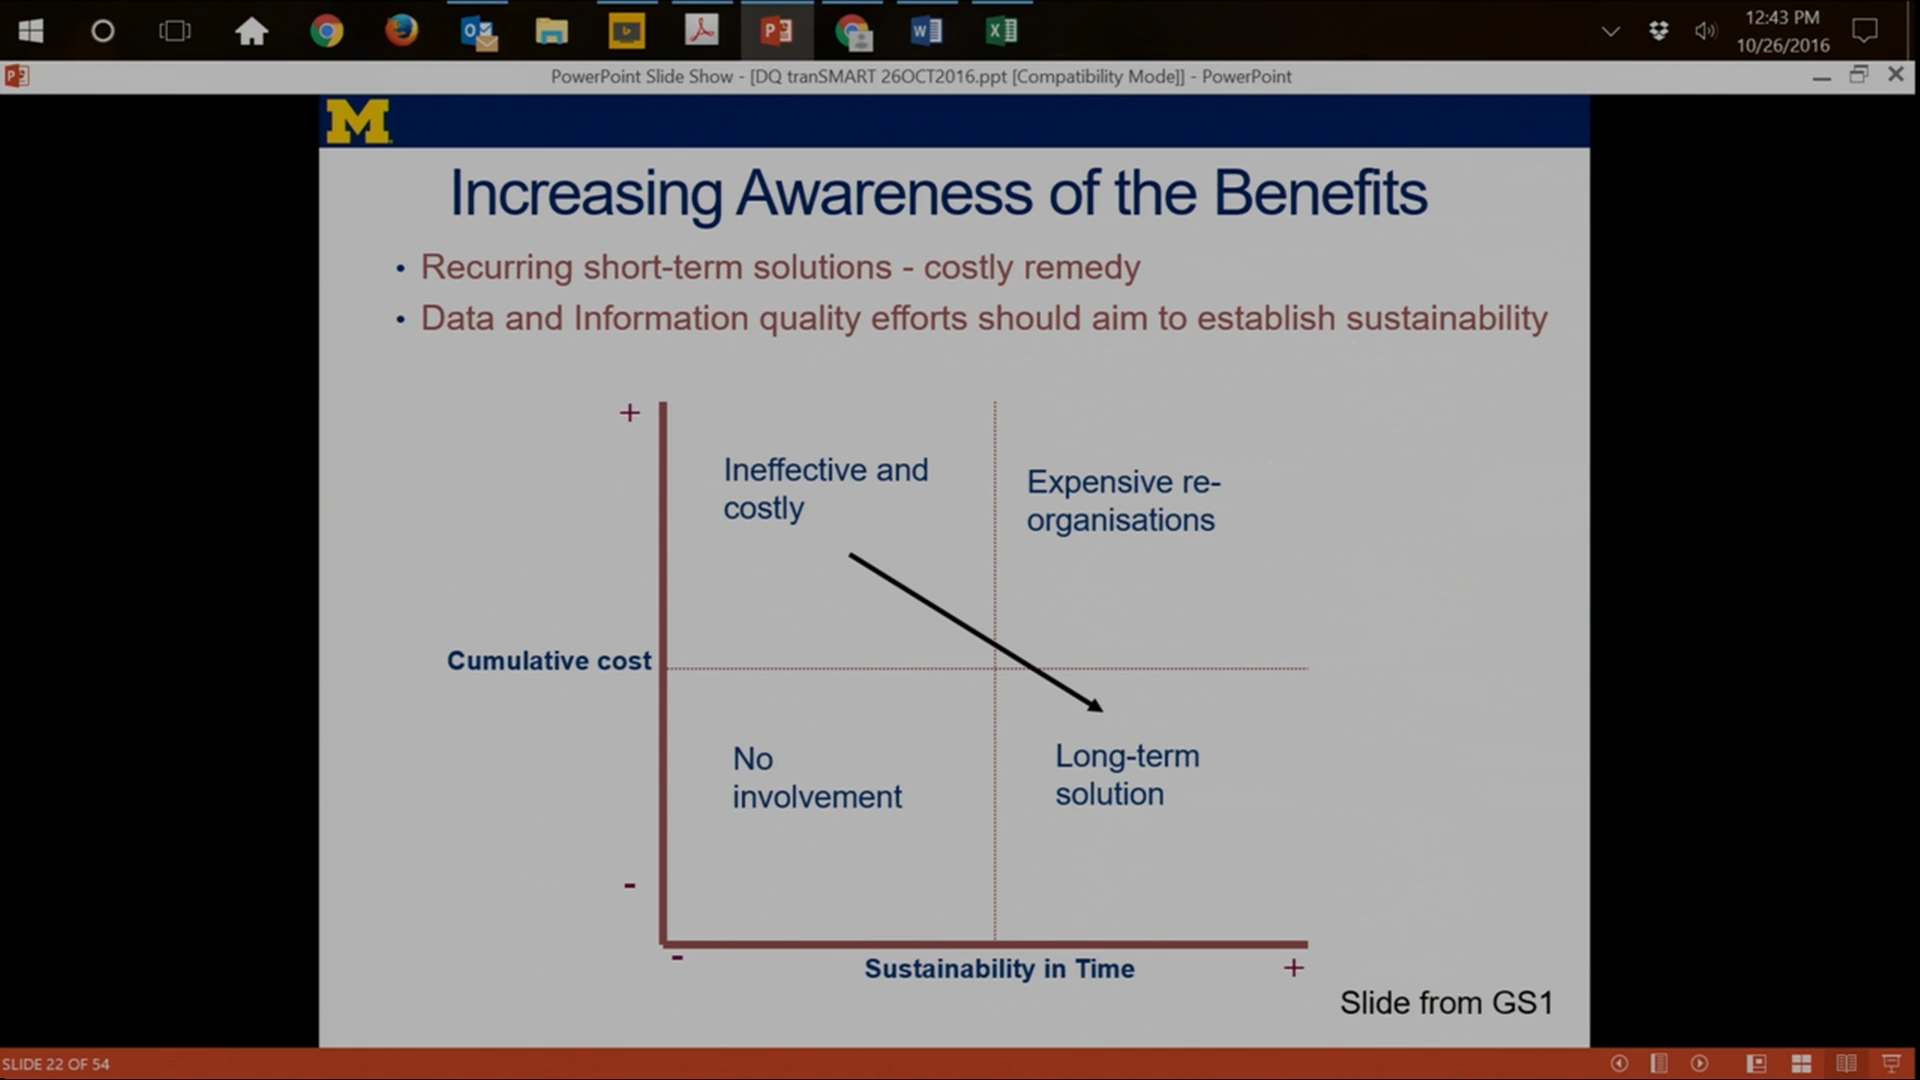 12:43 PM
10/26/2016
PowerPoint Slide Show - [DQ tranSMART 26OCT2016.ppt [Compatibility Mode]] - PowerPoint
M
Increasing Awareness of the Benefits
• Recurring short-term solutions - costly remedy
• Data and Information quality efforts should aim to establish sustainability
+
Ineffective and
costly
Expensive re-
organisations
Cumulative cost
No
involvement
Long-term
solution
-
-
Sustainability in Time
+
Slide from GS1
SLIDE 22 OF 54